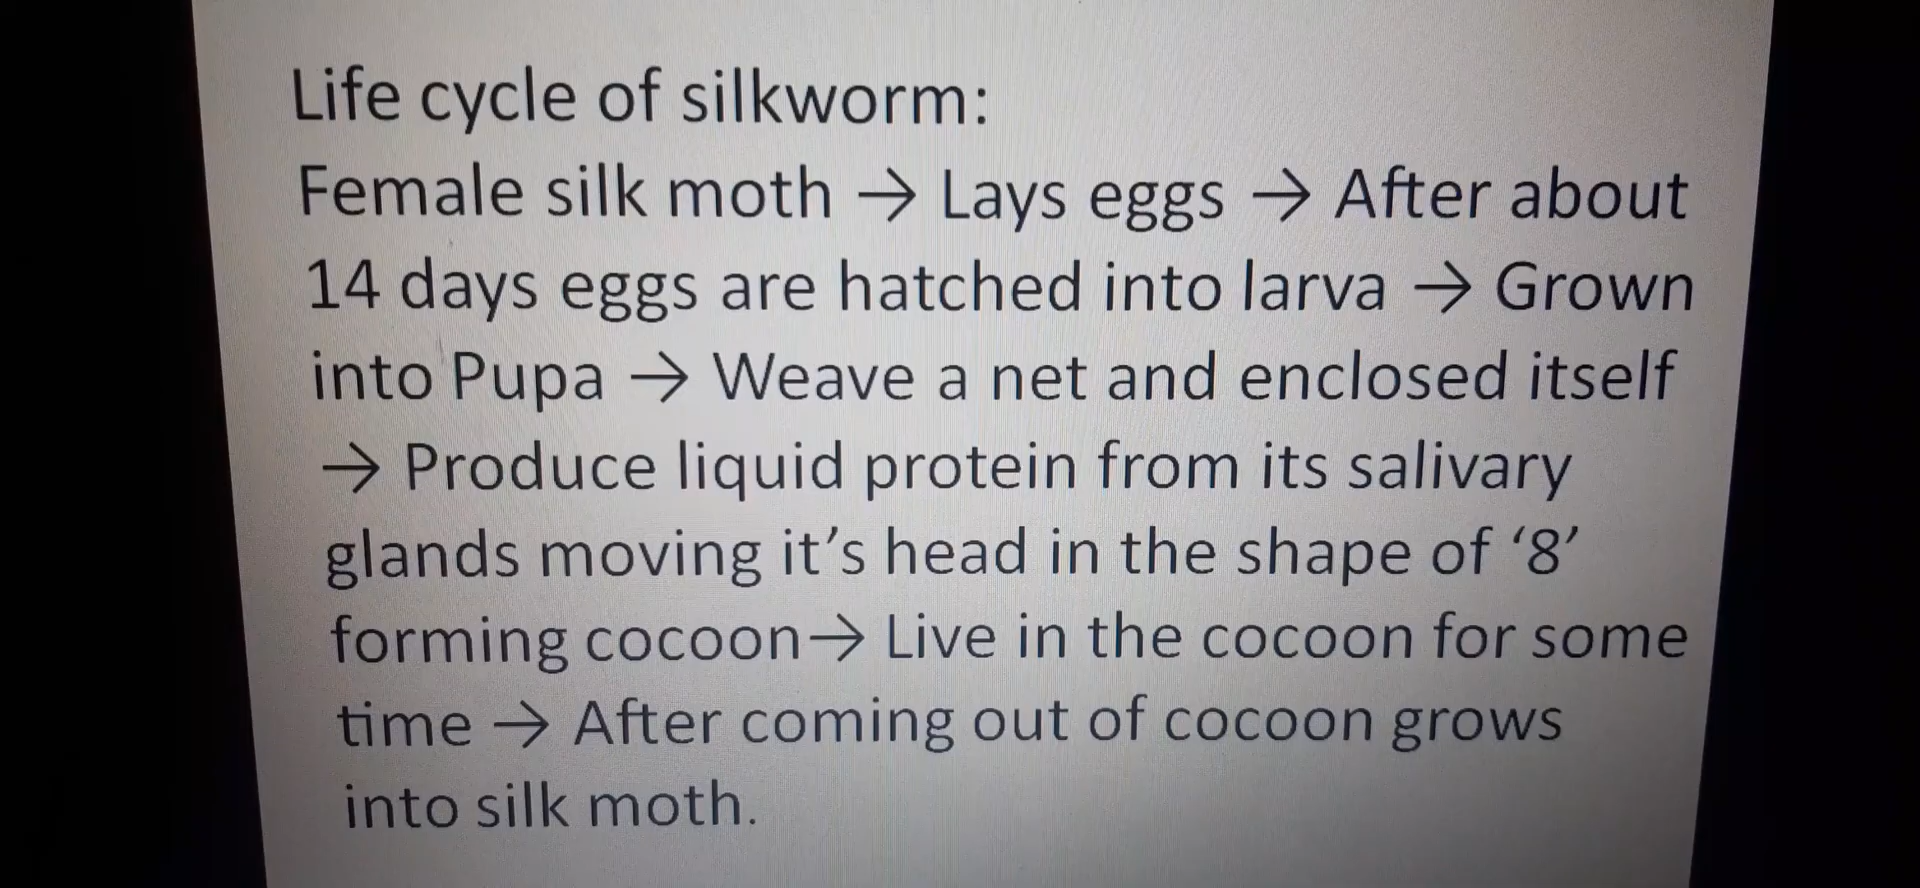 Life cycle of silkworm:
Female silk moth → Lays eggs → After about
14 days eggs are hatched into larva → Grown
into Pupa → Weave a net and enclosed itself
→ Produce liquid protein from its salivary
glands moving it’s head in the shape of ‘8’
forming cocoon→ Live in the cocoon for some
time → After coming out of cocoon grows
into silk moth.